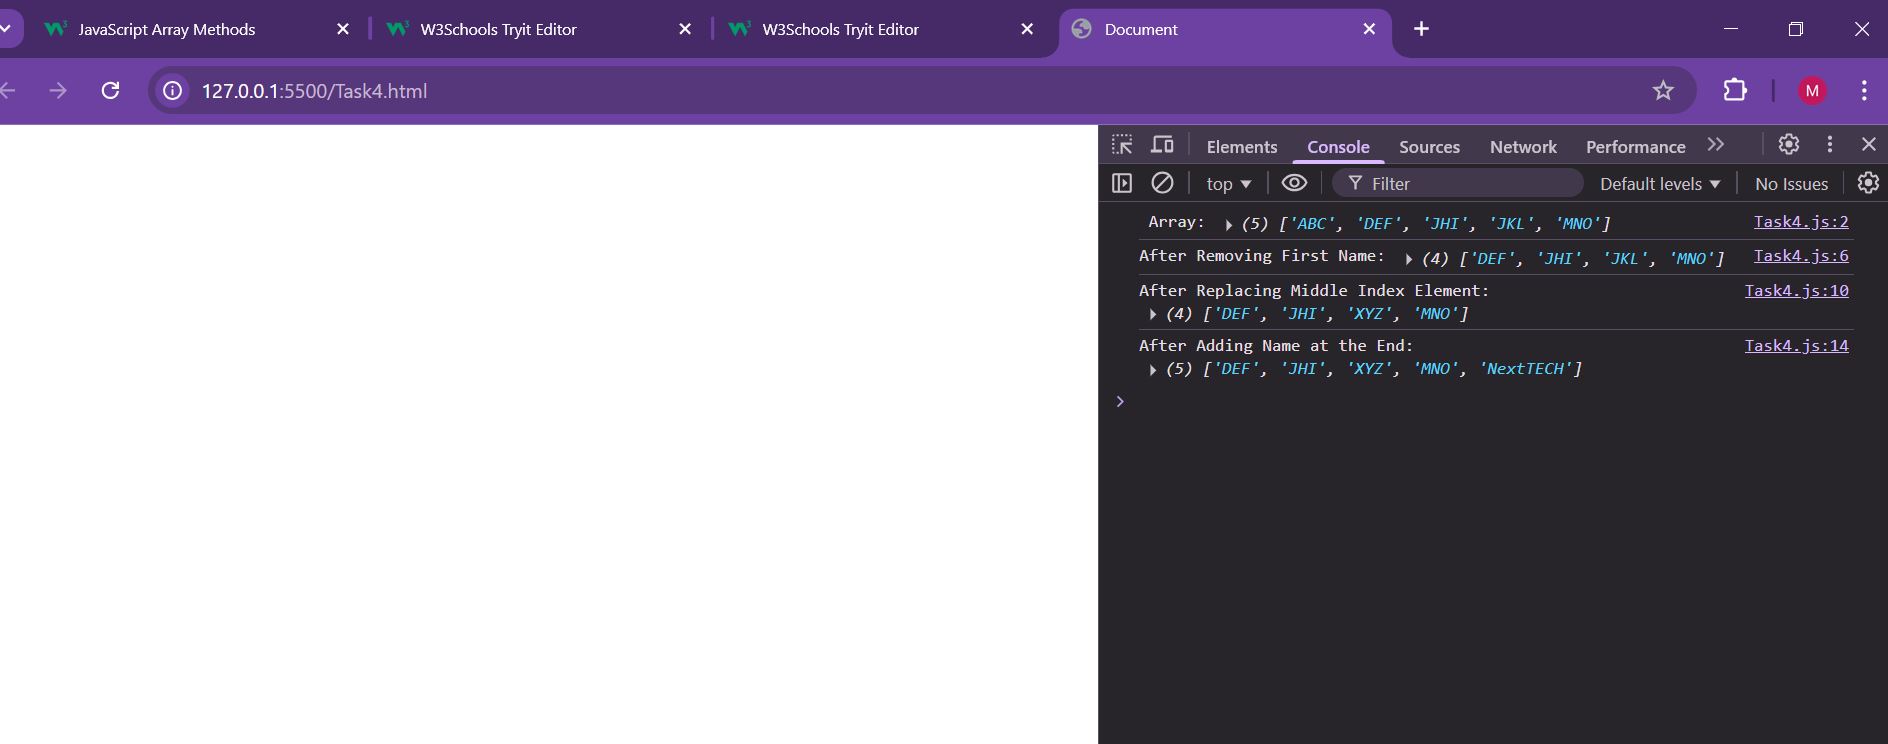 JavaScript Array Methods
W3Schools Tryit Editor
W3Schools Tryit Editor
Document
127.0.0.1:5500/Task4.html
M
Elements Console Sources Network Performance
top Filter Default levels No Issues
Array: (5) ['ABC', 'DEF', 'JHI', 'JKL', 'MNO'] Task4.js:2
After Removing First Name: (4) ['DEF', 'JHI', 'JKL', 'MNO'] Task4.js:6
After Replacing Middle Index Element: Task4.js:10
(4) ['DEF', 'JHI', 'XYZ', 'MNO']
After Adding Name at the End: Task4.js:14
(5) ['DEF', 'JHI', 'XYZ', 'MNO', 'NextTECH']